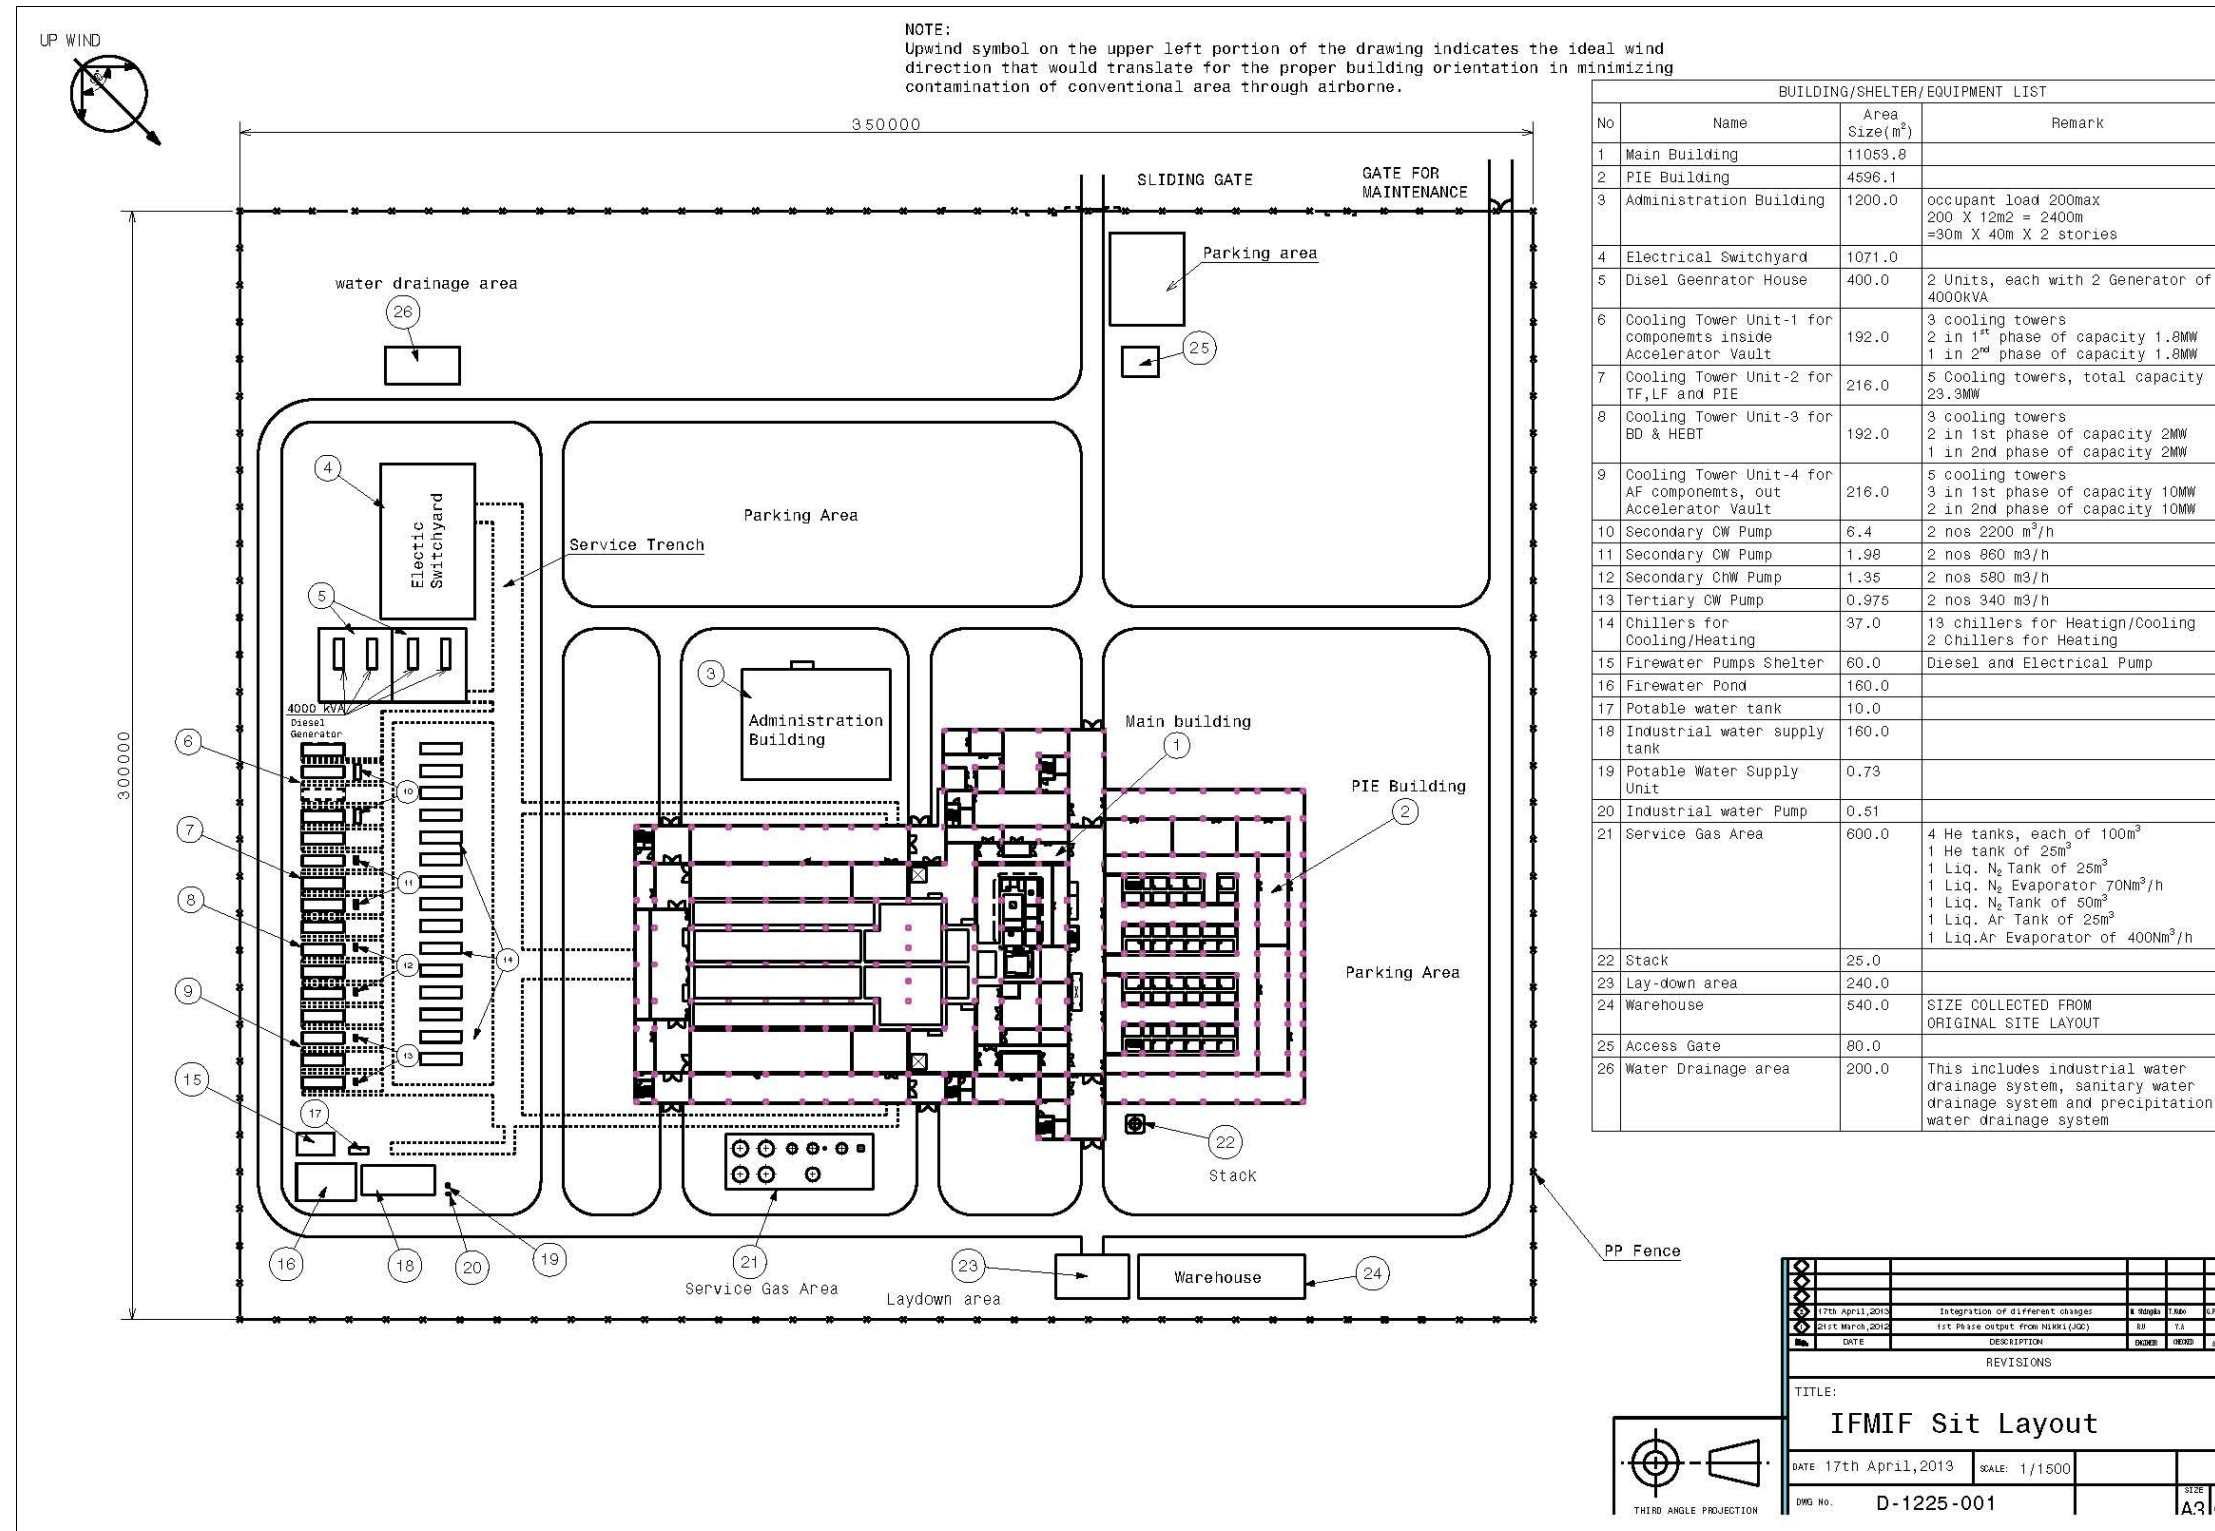 UP WIND
NOTE:
Upwind symbol on the upper left portion of the drawing indicates the ideal wind
direction that would translate for the proper building orientation in minimizing
contamination of conventional area through airborne.
350000
300000
SLIDING GATE
GATE FOR
MAINTENANCE
Parking area
water drainage area
26
25
4
Electic
Switchyard
Parking Area
Service Trench
5
3
4000 kVA
Diesel
Generator
Administration
Building
Main building
1
PIE Building
2
6
10
7
11
8
14
12
Parking Area
9
13
15
17
22
Stack
16
18
20
19
21
Service Gas Area
23
Laydown area
Warehouse
24
PP Fence
BUILDING/SHELTER/EQUIPMENT LIST
No Name Area Size(m²) Remark
1 Main Building 11053.8
2 PIE Building 4596.1
3 Administration Building 1200.0 occupant load 200max
200 X 12m2 = 2400m
=30m X 40m X 2 stories
4 Electrical Switchyard 1071.0
5 Disel Geenrator House 400.0 2 Units, each with 2 Generator of
4000kVA
6 Cooling Tower Unit-1 for 3 cooling towers
componemts inside 192.0 2 in 1st phase of capacity 1.8MW
Accelerator Vault 1 in 2nd phase of capacity 1.8MW
7 Cooling Tower Unit-2 for 216.0 5 Cooling towers, total capacity
TF,LF and PIE 23.3MW
8 Cooling Tower Unit-3 for 3 cooling towers
BD & HEBT 192.0 2 in 1st phase of capacity 2MW
1 in 2nd phase of capacity 2MW
9 Cooling Tower Unit-4 for 5 cooling towers
AF componemts, out 216.0 3 in 1st phase of capacity 10MW
Accelerator Vault 2 in 2nd phase of capacity 10MW
10 Secondary CW Pump 6.4 2 nos 2200 m³/h
11 Secondary CW Pump 1.98 2 nos 860 m3/h
12 Secondary ChW Pump 1.35 2 nos 580 m3/h
13 Tertiary CW Pump 0.975 2 nos 340 m3/h
14 Chillers for 37.0 13 chillers for Heatign/Cooling
Cooling/Heating 2 Chillers for Heating
15 Firewater Pumps Shelter 60.0 Diesel and Electrical Pump
16 Firewater Pond 160.0
17 Potable water tank 10.0
18 Industrial water supply 160.0
tank
19 Potable Water Supply 0.73
Unit
20 Industrial water Pump 0.51
21 Service Gas Area 600.0 4 He tanks, each of 100m³
1 He tank of 25m³
1 Liq. N₂ Tank of 25m³
1 Liq. N₂ Evaporator 70Nm³/h
1 Liq. N₂ Tank of 50m³
1 Liq. Ar Tank of 25m³
1 Liq.Ar Evaporator of 400Nm³/h
22 Stack 25.0
23 Lay-down area 240.0
24 Warehouse 540.0 SIZE COLLECTED FROM
ORIGINAL SITE LAYOUT
25 Access Gate 80.0
26 Water Drainage area 200.0 This includes industrial water
drainage system, sanitary water
drainage system and precipitation
water drainage system
17th April,2013 Integration of different changes T.Kubo
21st March,2012 1st Phase output from Nikki(JGC) Y.A
DATE DESCRIPTION ENGINEER CHECKED
REVISIONS
TITLE:
IFMIF Sit Layout
DATE 17th April,2013 SCALE: 1/1500
DWG No. D-1225-001
SIZE
A3
THIRD ANGLE PROJECTION